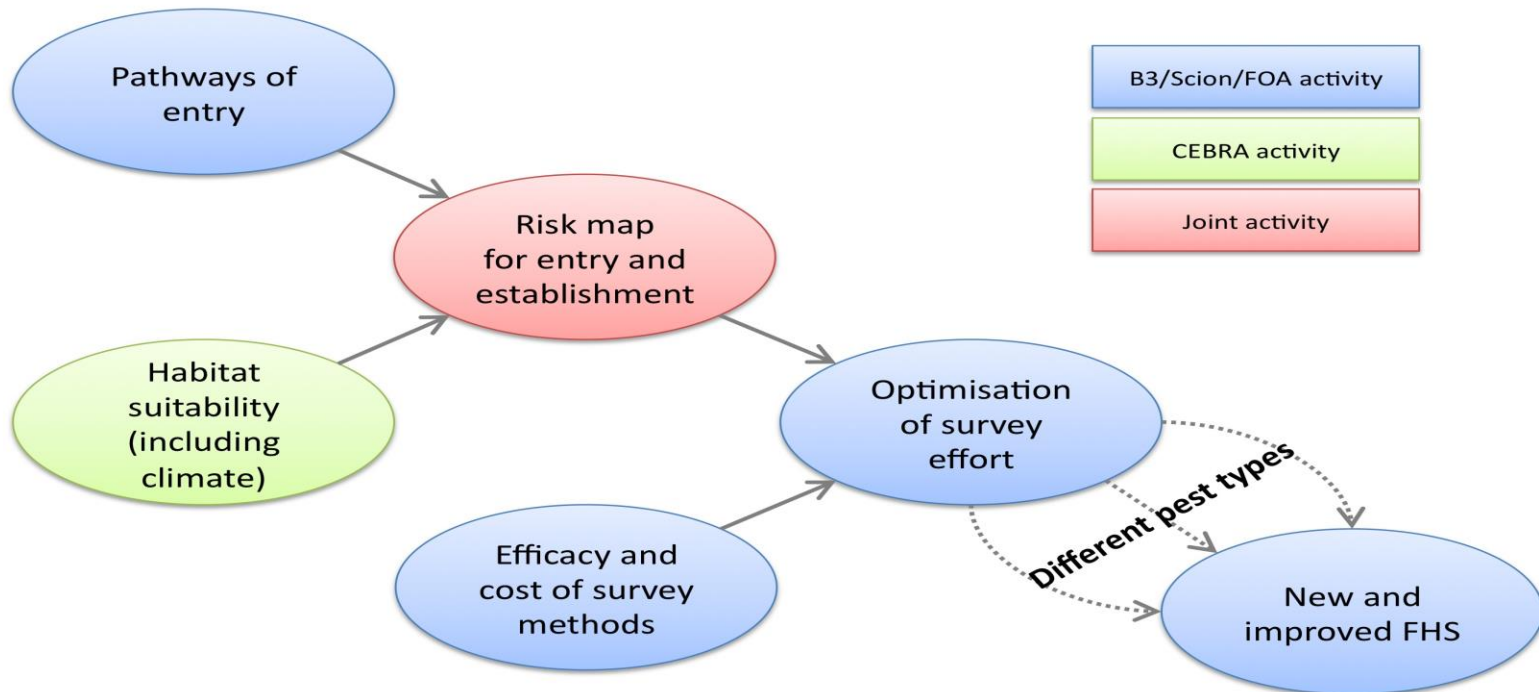 Pathways of
entry
B3/Scion/FOA activity
CEBRA activity
Joint activity
Risk map
for entry and
establishment
Habitat
suitability
(including
climate)
Optimisation
of survey
effort
Different pest types
Efficacy and
cost of survey
methods
New and
improved FHS